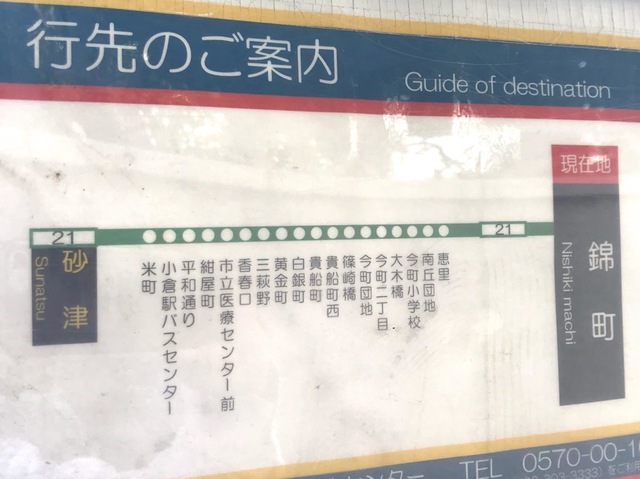 行先のご案内
Guide of destination
現在地
21
21
砂津
Sunatsu
米町
小倉駅バスセンター
平和通り
紺屋町
市立医療センター前
香春口
三萩野
黄金町
白銀町
貴船町
貴船町西
篠崎橋
今町団地
今町二丁目
大木橋
今町小学校
南丘団地
恵里
錦町
Nishiki machi
センター
TEL
0570-00-1